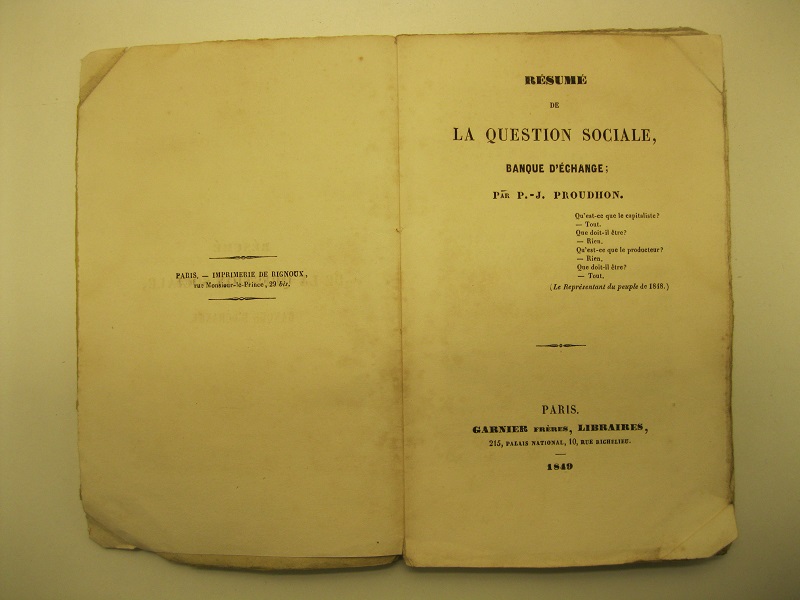 PARIS. — IMPRIMERIE DE RIGNOUX,
rue Monsieur-le-Prince, 29 bis.
RÉSUMÉ
DE
LA QUESTION SOCIALE,
BANQUE D'ÉCHANGE;
PAR P.-J. PROUDHON.
Qu'est-ce que le capitaliste?
— Tout.
Que doit-il être?
— Rien.
Qu'est-ce que le producteur?
— Rien.
Que doit-il être?
— Tout.
(Le Représentant du peuple de 1848.)
PARIS.
GARNIER FRÈRES, LIBRAIRES,
215, PALAIS NATIONAL, 10, RUE RICHELIEU.
1849